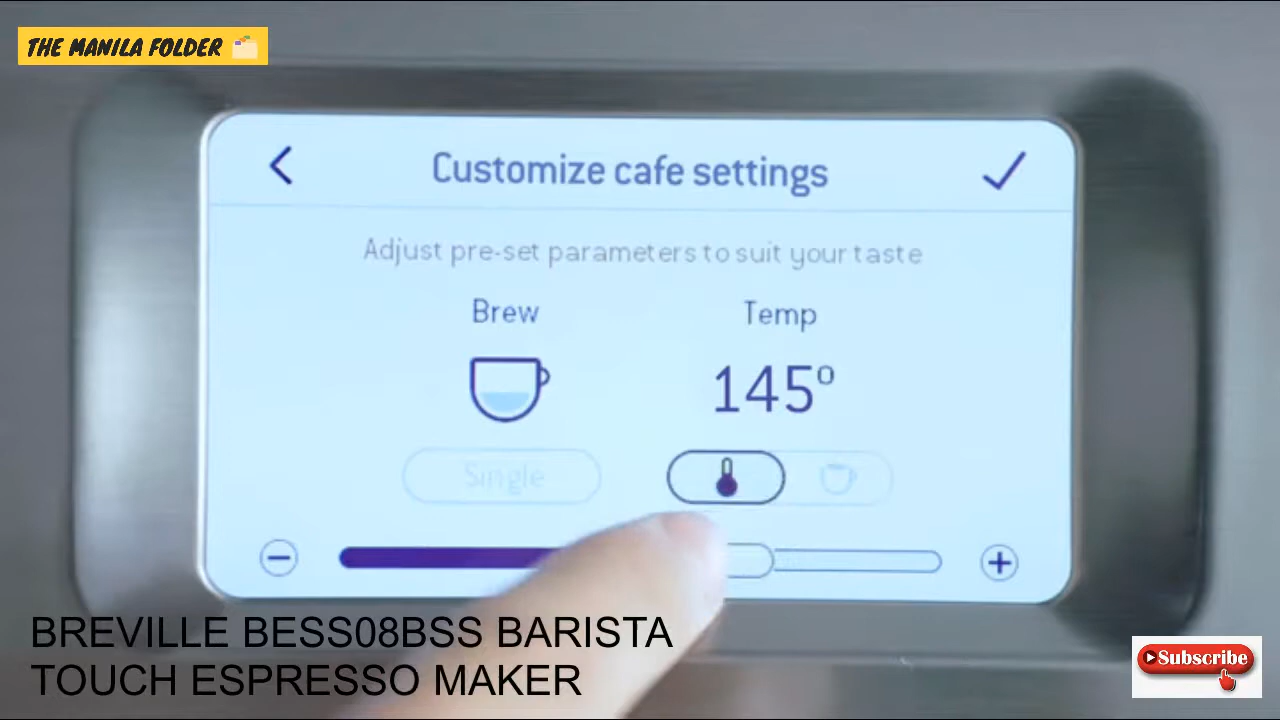 THE MANILA FOLDER
Customize cafe settings
Adjust pre-set parameters to suit your taste
Brew Temp
145º
Single
BREVILLE BESS08BSS BARISTA
TOUCH ESPRESSO MAKER
Subscribe